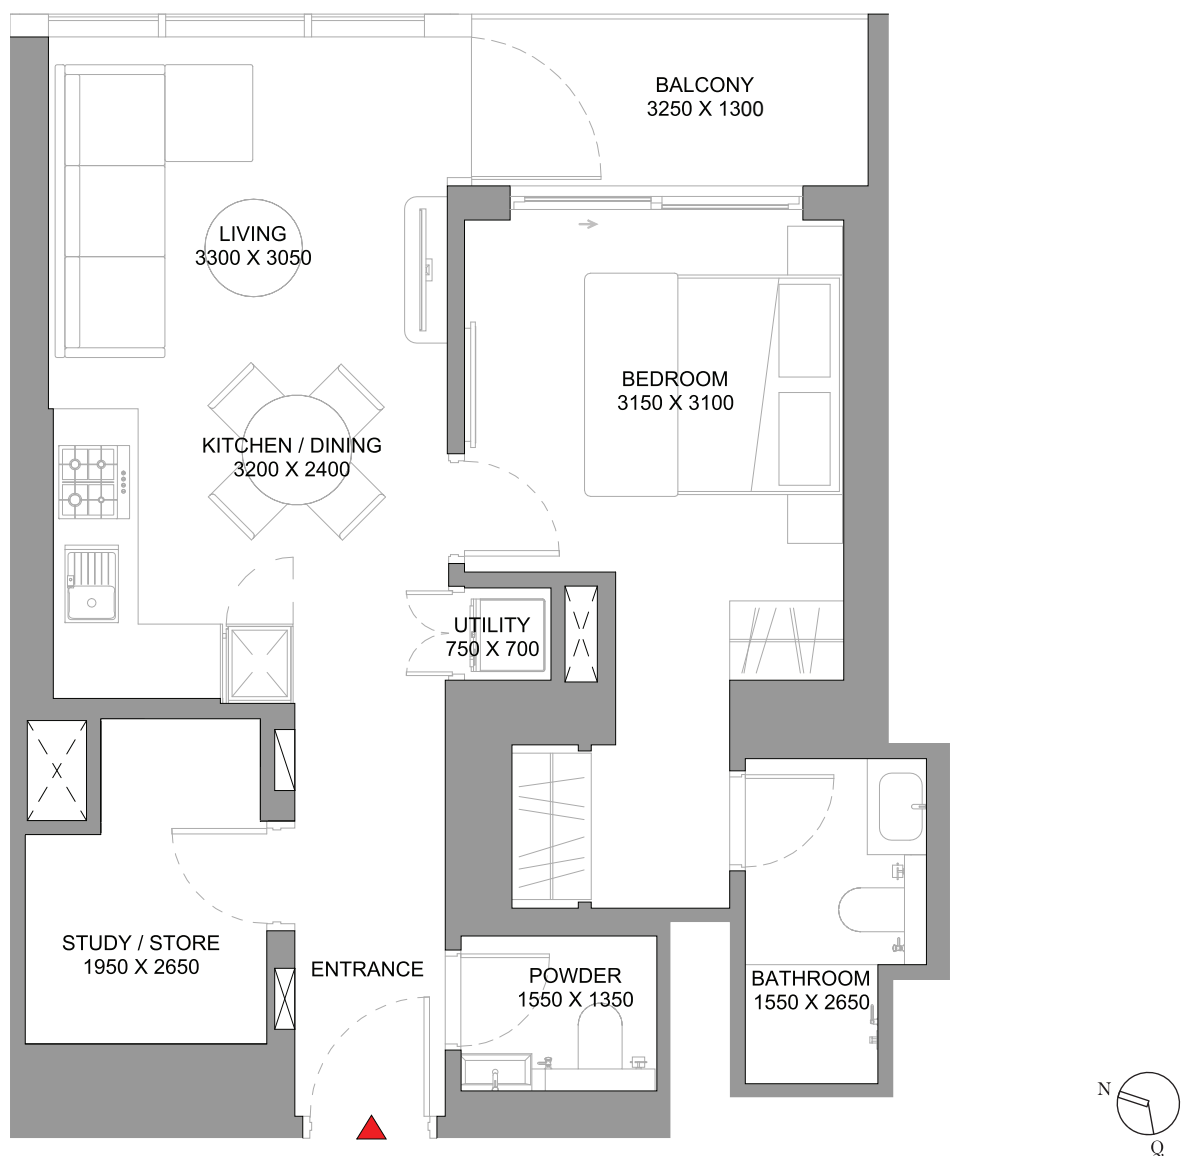 BALCONY
3250 X 1300
LIVING
3300 X 3050
BEDROOM
3150 X 3100
KITCHEN / DINING
3200 X 2400
UTILITY
750 X 700
STUDY / STORE
1950 X 2650
ENTRANCE
POWDER
1550 X 1350
BATHROOM
1550 X 2650
N
Q